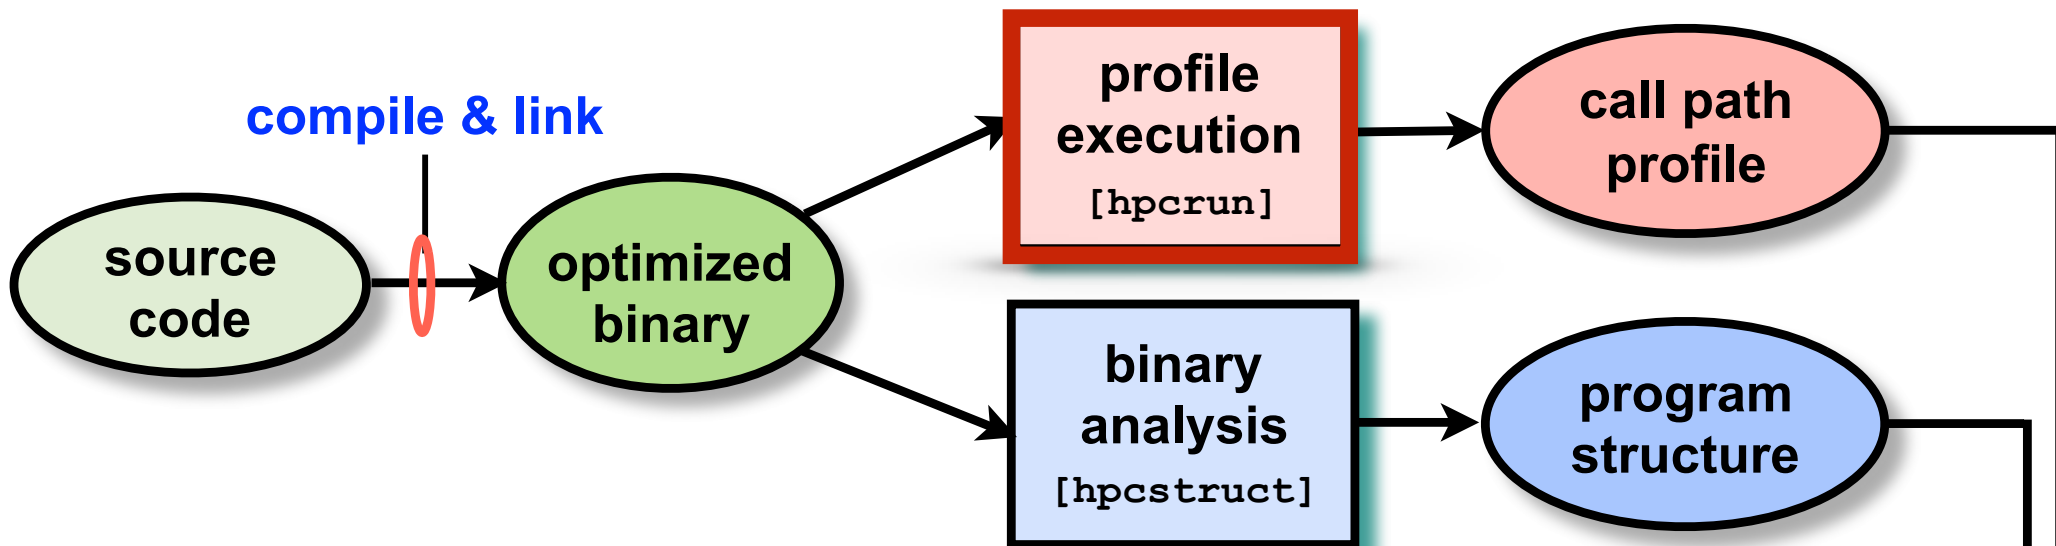 compile & link
source
code
optimized
binary
profile
execution
[hpcrun]
call path
profile
binary
analysis
[hpcstruct]
program
structure